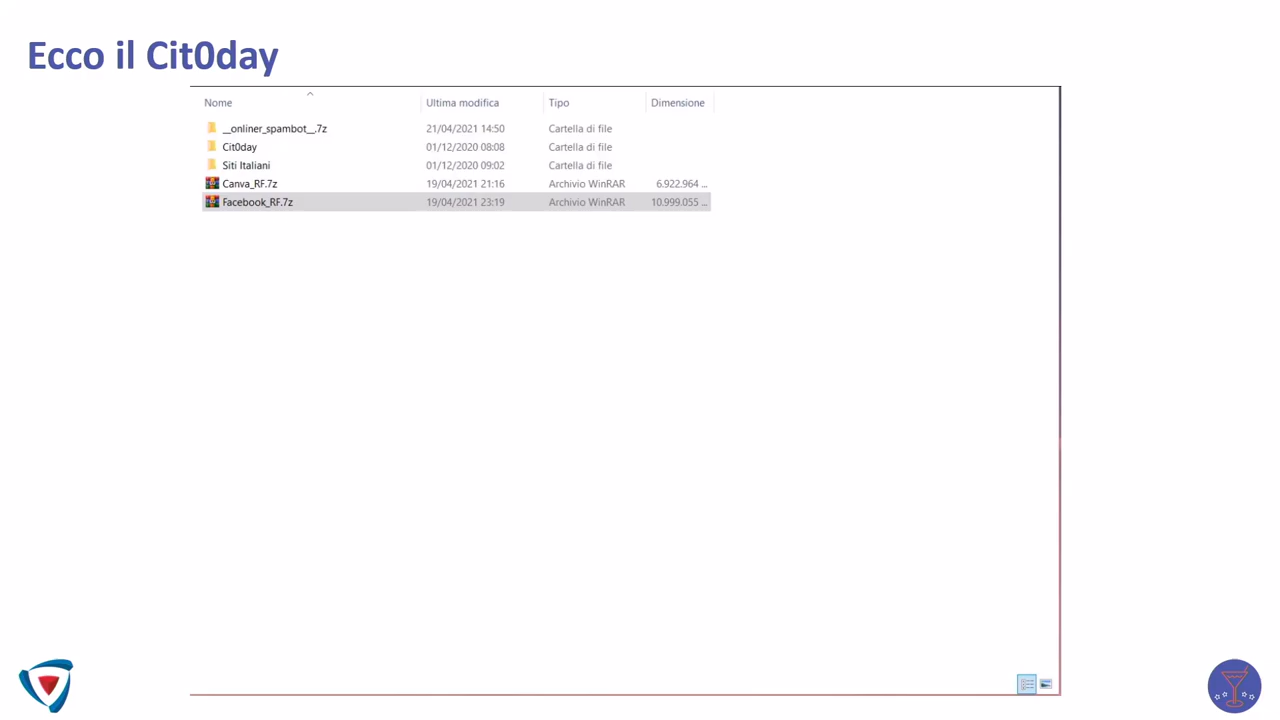 Ecco il Cit0day
Nome Ultima modifica Tipo Dimensione
__onliner_spambot__.7z 21/04/2021 14:50 Cartella di file
Cit0day 01/12/2020 08:08 Cartella di file
Siti Italiani 01/12/2020 09:02 Cartella di file
Canva_RF.7z 19/04/2021 21:16 Archivio WinRAR 6.922.964 ...
Facebook_RF.7z 19/04/2021 23:19 Archivio WinRAR 10.999.055 ...